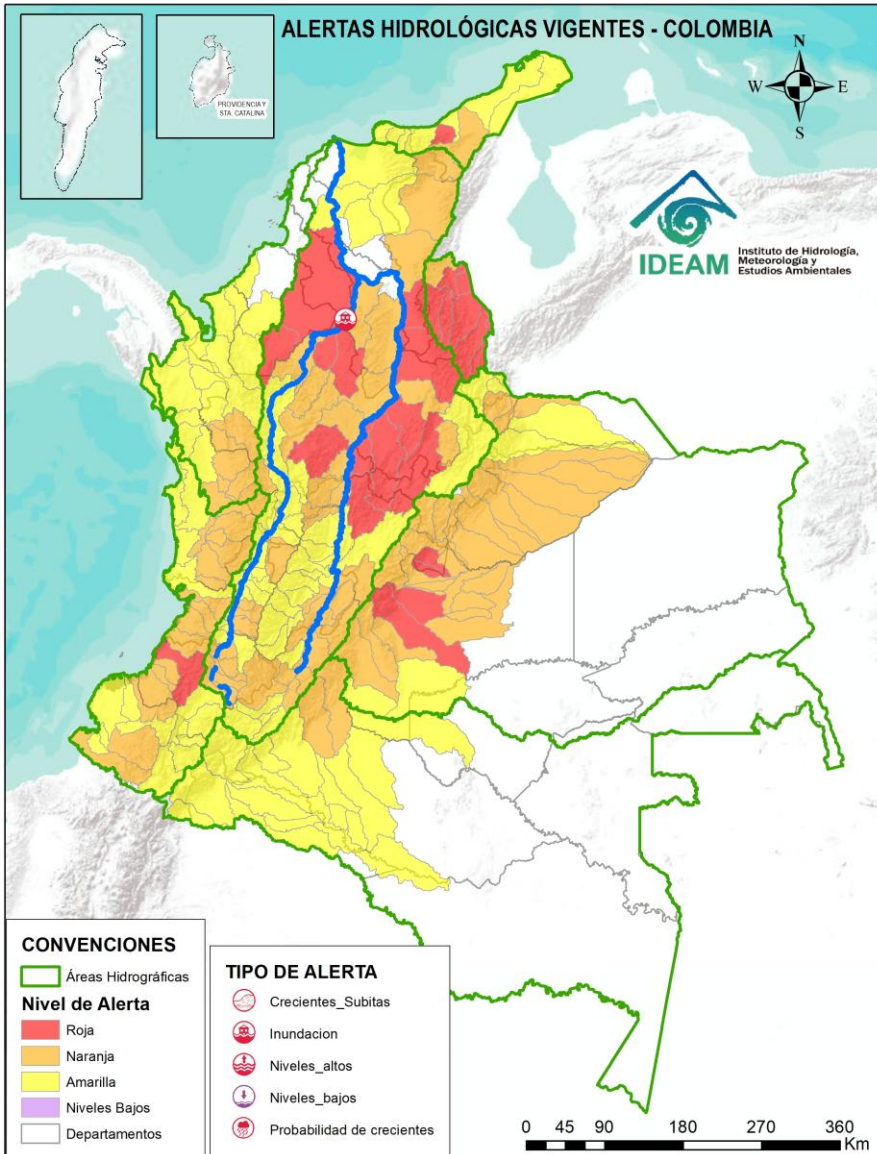 ALERTAS HIDROLÓGICAS VIGENTES - COLOMBIA
PROVIDENCIA Y
STA. CATALINA
N
W
E
S
IDEAM
Instituto de Hidrología,
Meteorología y
Estudios Ambientales
CONVENCIONES
Áreas Hidrográficas
Nivel de Alerta
Roja
Naranja
Amarilla
Niveles Bajos
Departamentos
TIPO DE ALERTA
Crecientes_Subitas
Inundacion
Niveles_altos
Niveles_bajos
Probabilidad de crecientes
0 45 90 180 270 360
Km